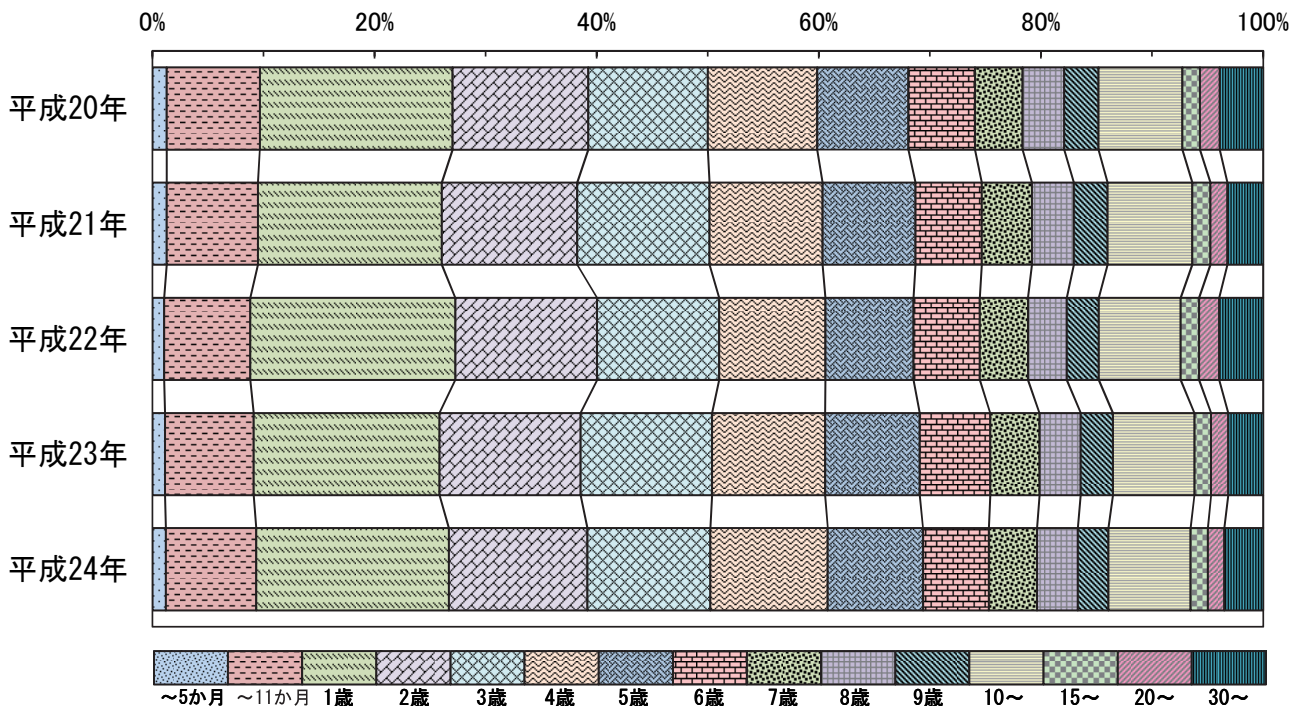 0% 20% 40% 60% 80% 100%
平成20年
平成21年
平成22年
平成23年
平成24年
～5か月 ～11か月 1歳 2歳 3歳 4歳 5歳 6歳 7歳 8歳 9歳 10～ 15～ 20～ 30～